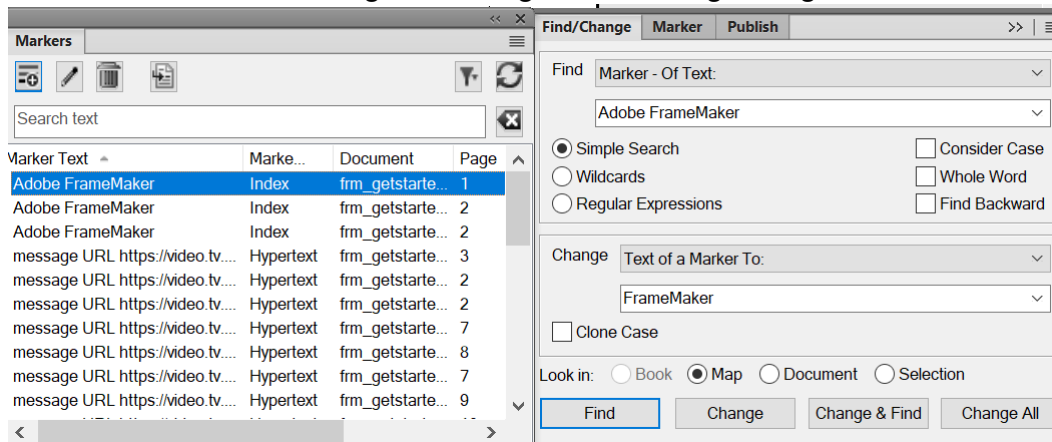 Markers
Search text
Marker Text Marke... Document Page
Adobe FrameMaker Index frm_getstarte... 1
Adobe FrameMaker Index frm_getstarte... 2
Adobe FrameMaker Index frm_getstarte... 2
message URL https://video.tv.... Hypertext frm_getstarte... 3
message URL https://video.tv.... Hypertext frm_getstarte... 2
message URL https://video.tv.... Hypertext frm_getstarte... 2
message URL https://video.tv.... Hypertext frm_getstarte... 7
message URL https://video.tv.... Hypertext frm_getstarte... 8
message URL https://video.tv.... Hypertext frm_getstarte... 7
message URL https://video.tv.... Hypertext frm_getstarte... 9
Find/Change Marker Publish
Find Marker - Of Text:
Adobe FrameMaker
Simple Search Consider Case
Wildcards Whole Word
Regular Expressions Find Backward
Change Text of a Marker To:
FrameMaker
Clone Case
Look in: Book Map Document Selection
Find Change Change & Find Change All